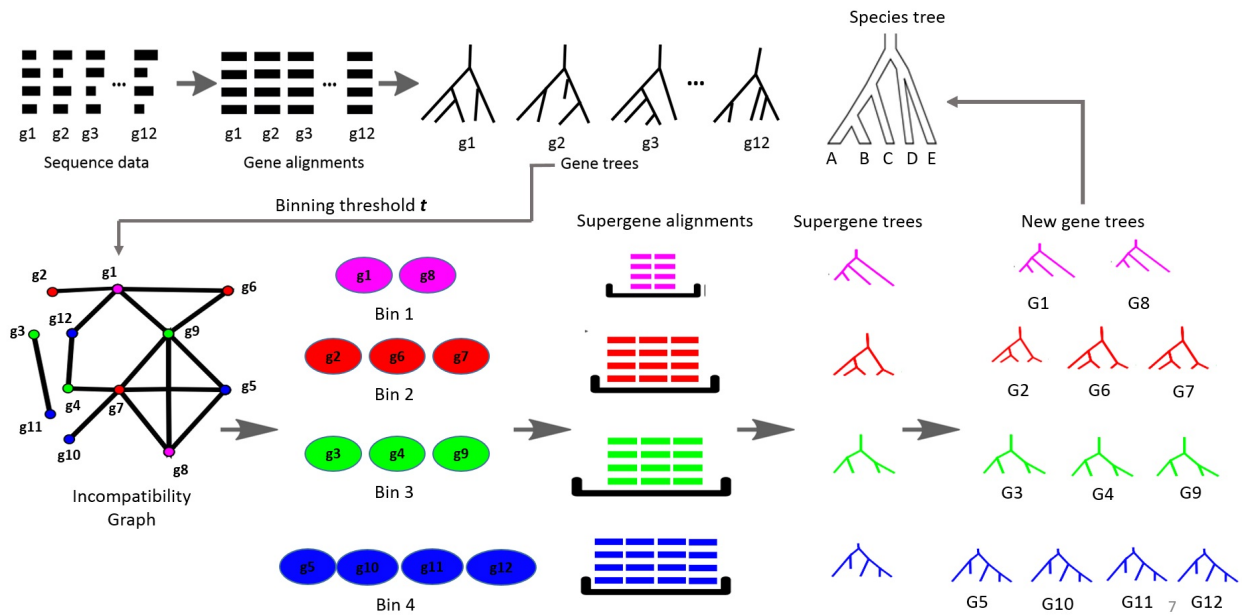 Species tree
g1 g2 g3 ... g12
Sequence data
g1 g2 g3 ... g12
Gene alignments
g1 g2 g3 ... g12
Gene trees
A B C D E
Binning threshold t
g2 g1 g6
g3 g12 g9
g4 g7 g5
g11 g10 g8
Incompatibility
Graph
g1 g8
Bin 1
g2 g6 g7
Bin 2
g3 g4 g9
Bin 3
g5 g10 g11 g12
Bin 4
Supergene alignments
Supergene trees
New gene trees
G1 G8
G2 G6 G7
G3 G4 G9
G5 G10 G11 G12
7